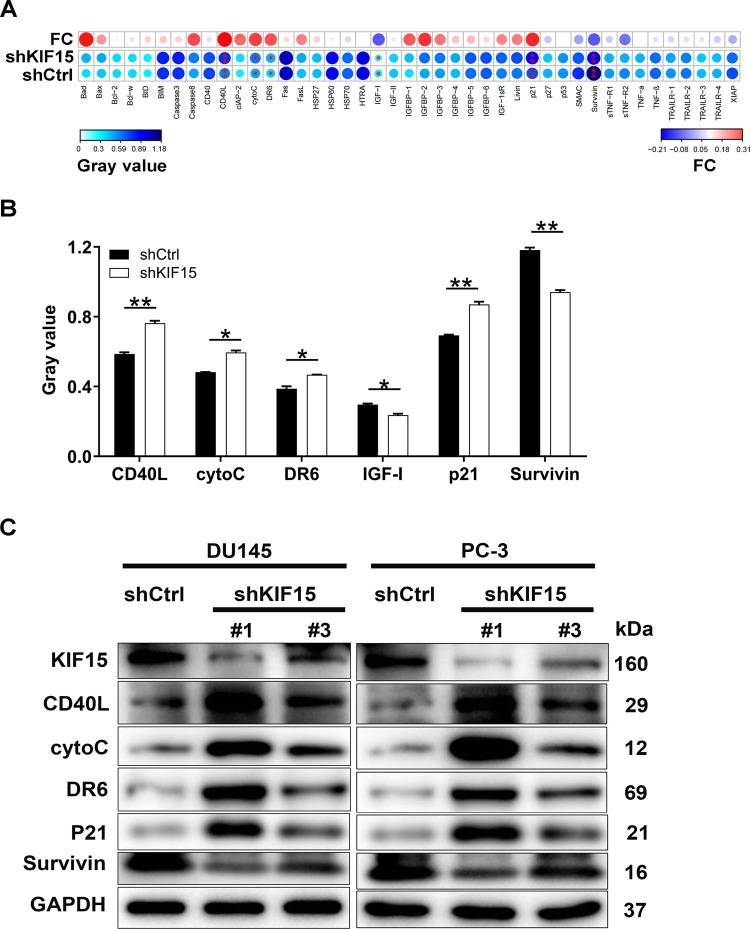 A
FC
shKIF15
shCtrl
Bad Bax Bcl-2 Bcl-w BID BIM Caspase3 Caspase8 CD40 CD40L cIAP-2 cytoC DR6 Fas FasL HSP27 HSP60 HSP70 HTRA IGF-I IGF-II IGFBP-1 IGFBP-2 IGFBP-3 IGFBP-4 IGFBP-5 IGFBP-6 IGF-1sR Livin p21 p27 p53 SMAC Survivin sTNF-R1 sTNF-R2 TNF-a TNF-ß TRAILR-1 TRAILR-2 TRAILR-3 TRAILR-4 XIAP
0 0.3 0.59 0.89 1.18
Gray value
-0.21 -0.08 0.05 0.18 0.31
FC
B
Gray value
1.2
0.8
0.4
0.0
shCtrl
shKIF15
** * * * ** **
CD40L cytoC DR6 IGF-I p21 Survivin
C
DU145 PC-3
shCtrl shKIF15 shCtrl shKIF15
#1 #3 #1 #3 kDa
KIF15 160
CD40L 29
cytoC 12
DR6 69
P21 21
Survivin 16
GAPDH 37